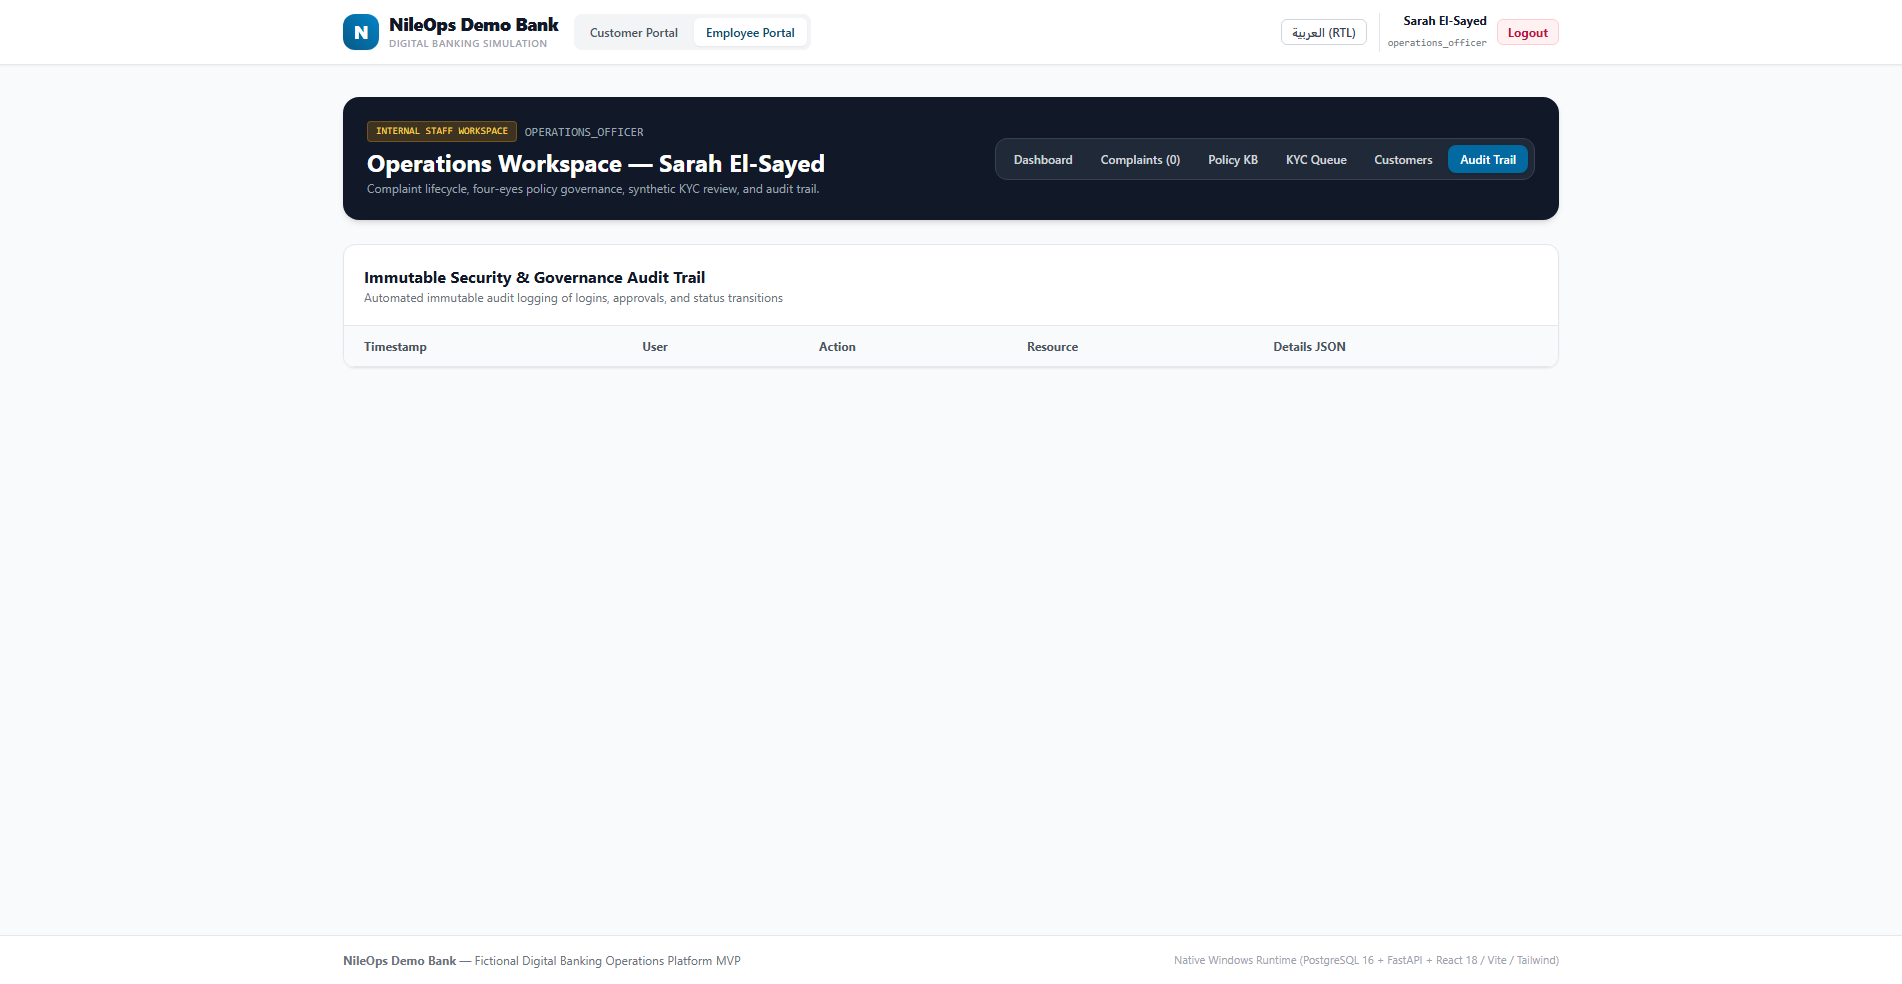 N
NileOps Demo Bank
DIGITAL BANKING SIMULATION
Customer Portal
Employee Portal
العربية (RTL)
Sarah El-Sayed
operations_officer
Logout
INTERNAL STAFF WORKSPACE
OPERATIONS_OFFICER
Operations Workspace — Sarah El-Sayed
Complaint lifecycle, four-eyes policy governance, synthetic KYC review, and audit trail.
Dashboard
Complaints (0)
Policy KB
KYC Queue
Customers
Audit Trail
Immutable Security & Governance Audit Trail
Automated immutable audit logging of logins, approvals, and status transitions
Timestamp
User
Action
Resource
Details JSON
NileOps Demo Bank — Fictional Digital Banking Operations Platform MVP
Native Windows Runtime (PostgreSQL 16 + FastAPI + React 18 / Vite / Tailwind)